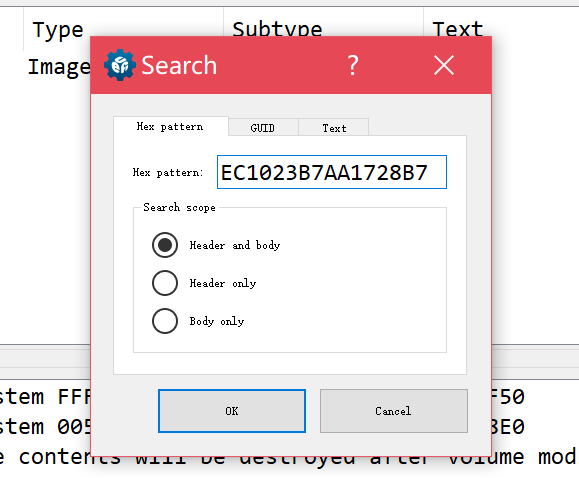 Type Subtype Text
Image
Search ?
Hex pattern GUID Text
Hex pattern: EC1023B7AA1728B7
Search scope
Header and body
Header only
Body only
OK Cancel
stem FFF F50
stem 005 3E0
e contents will be destroyed after volume mod